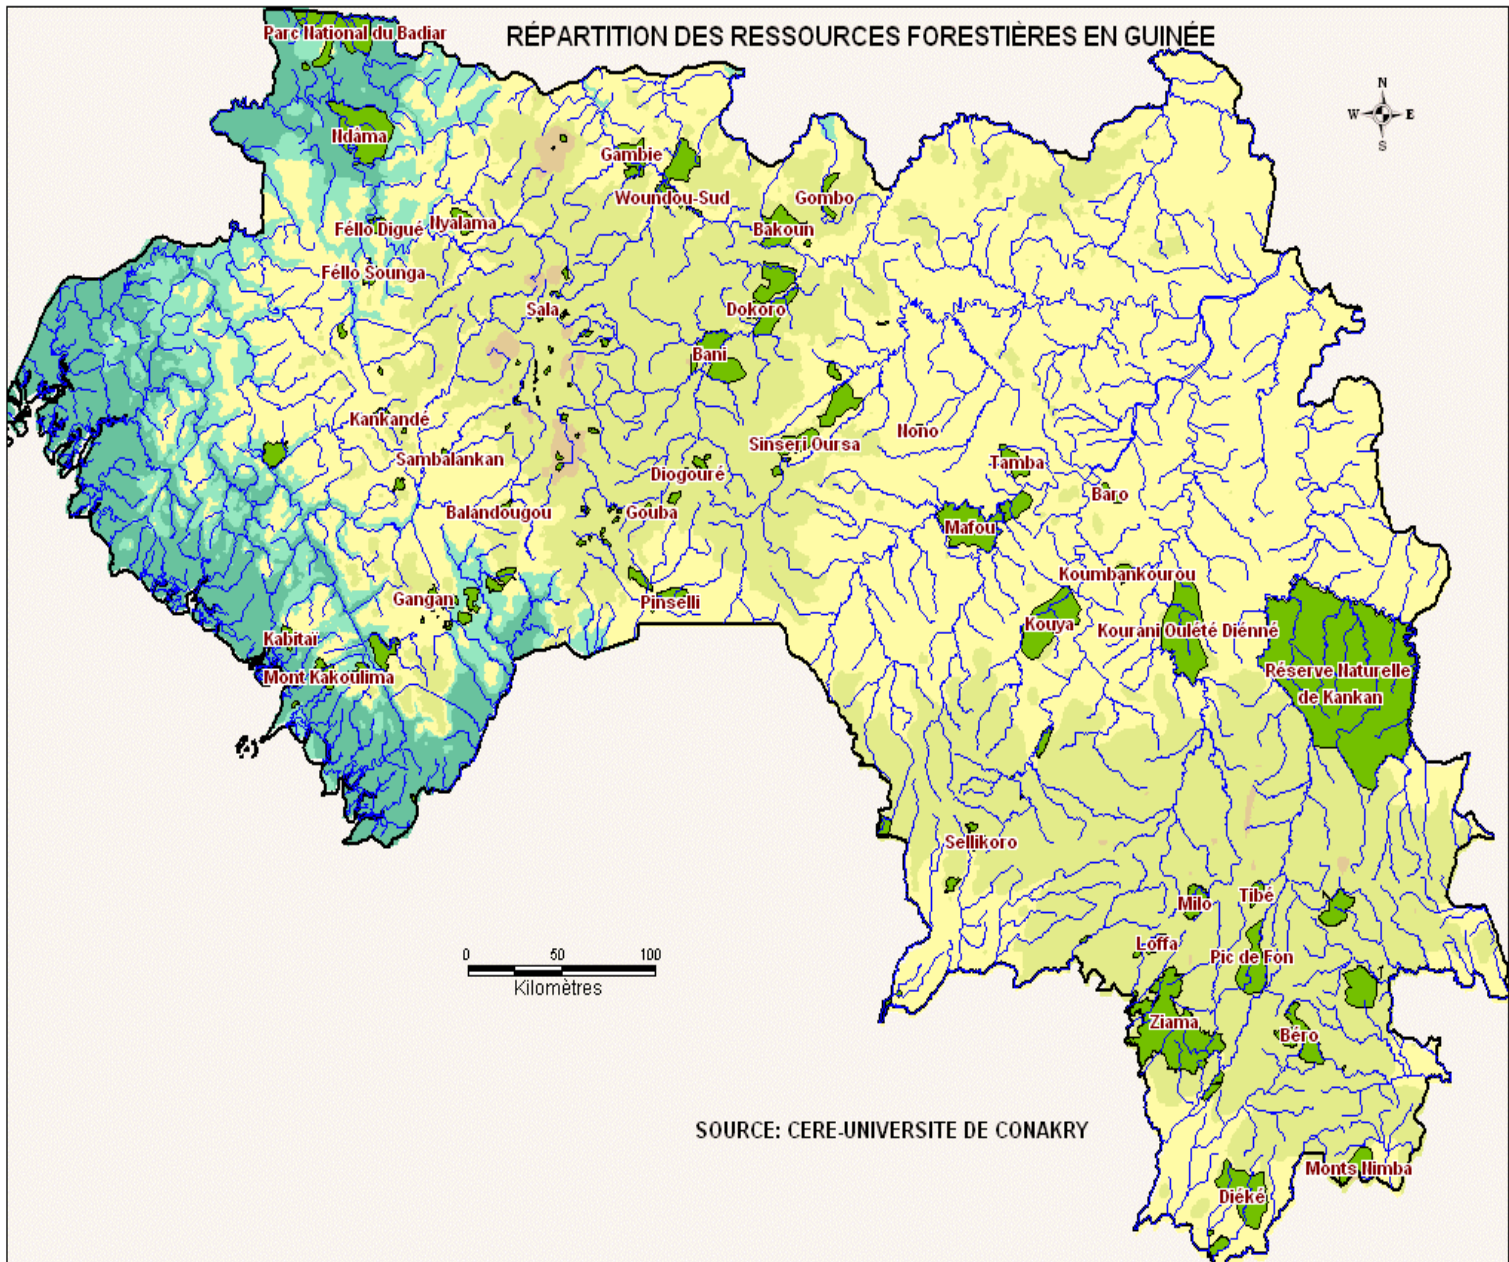 RÉPARTITION DES RESSOURCES FORESTIÈRES EN GUINÉE
Parc National du Badiar
N
W E
S
Ndáma
Gambie
Woundou-Sud
Gombo
Féllo Digué
Nyalama
Bakoun
Féllo Sounga
Sala
Dokoro
Bani
Kankandé
Nono
Sinseri Oursa
Sambalankan
Diogouré
Tamba
Baro
Balandougou
Gouba
Mafou
Koumbankourou
Gangan
Pinselli
Kouya
Kourani Oulété Diénné
Kabitaï
Mont Kakoulima
Réserve Naturelle
de Kankan
Sellikoro
Milo
Tibé
Loffa
Pic de Fon
0 50 100
Kilomètres
Ziama
Béro
SOURCE: CERE-UNIVERSITE DE CONAKRY
Monts Nimba
Diéké